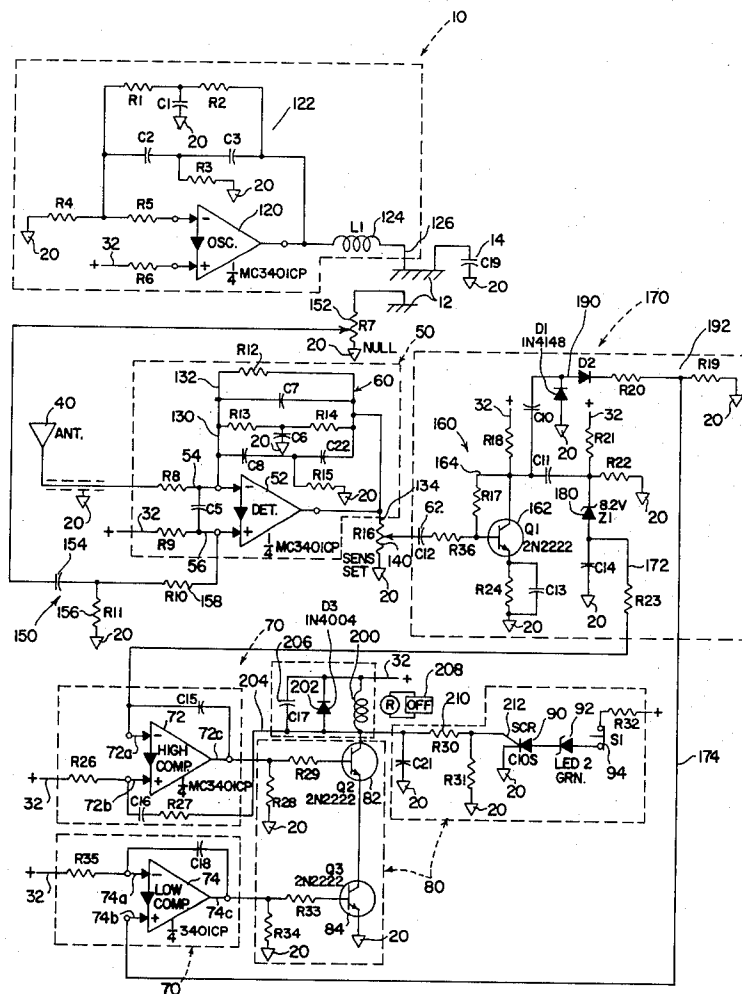 10
R1
R2
C1
20
122
C2
C3
R3
20
R4
R5
120
L1
124
126
14
20
32
OSC.
C19
+
R6
1/4 MC3401CP
12
20
152
R7
20
NULL
50
170
D1
1N4148
190
192
R12
132
60
D2
R19
C7
R20
40
130
R13
R14
32
C10
32
20
ANT.
20
C6
160
R18
20
R21
54
C8
C22
164
C11
R22
R8
52
R15
134
R17
180
8.2V
Z1
20
20
C5
DET.
20
62
162
32
R16
Q1
2N2222
172
R9
56
1/4 MC3401CP
SENS SET
140
C12
R36
C14
154
R10
20
R24
C13
20
R23
156
R11
158
D3
1N4004
20
150
20
206
200
70
202
32
208
204
R
OFF
210
C15
C17
212
90
92
72
72c
SCR
R32
72a
HIGH COMP.
R30
C10S
S1
R26
1/4 MC3401CP
R29
C21
R31
LED 2 GRN.
94
174
32
72b
R28
Q2
2N2222
82
20
20
20
C16
R27
20
R35
C18
Q3
2N2222
80
32
74a
74
LOW COMP.
74c
R33
74b
1/4 3401CP
R34
84
20
70
20